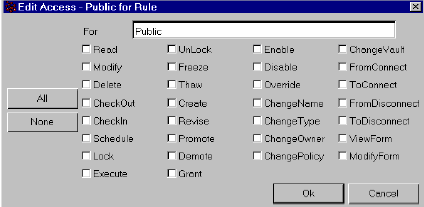 Edit Access - Public for Rule
For Public
Read UnLock Enable ChangeVault
Modify Freeze Disable FromConnect
Delete Thaw Override ToConnect
All CheckOut Create ChangeName FromDisconnect
None CheckIn Revise ChangeType ToDisconnect
Schedule Promote ChangeOwner ViewForm
Lock Demote ChangePolicy ModifyForm
Execute Grant
Ok Cancel